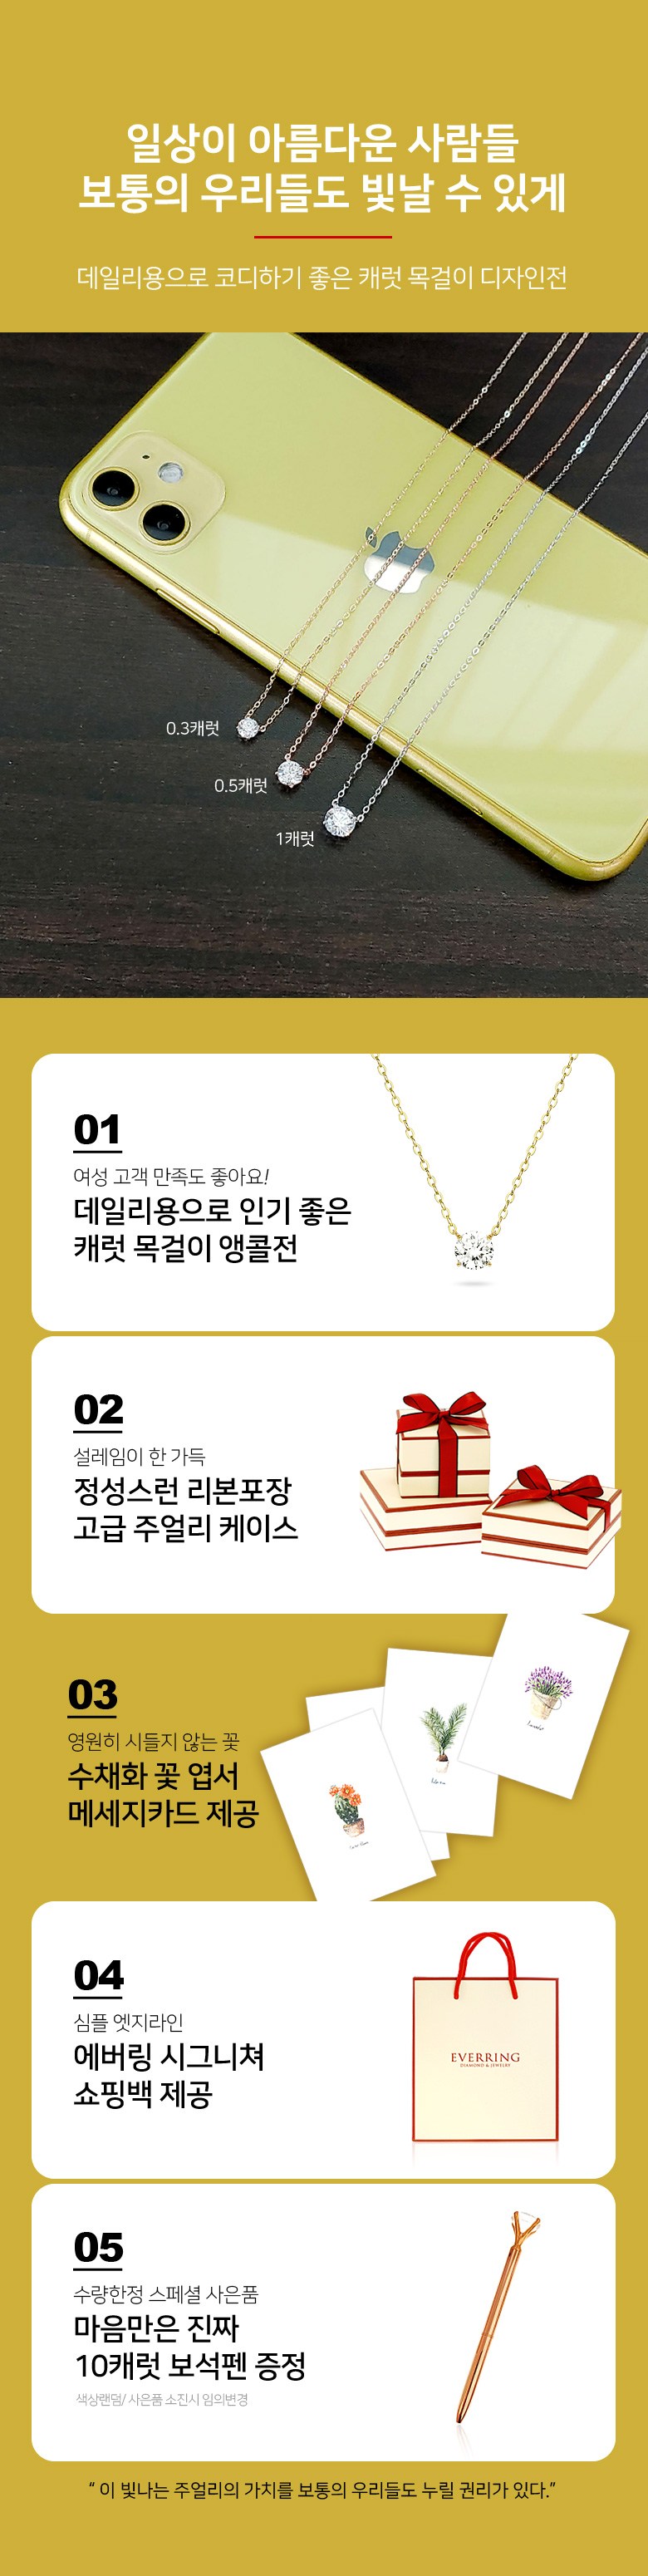 일상이 아름다운 사람들
보통의 우리들도 빛날 수 있게
데일리용으로 코디하기 좋은 캐럿 목걸이 디자인전
0.3캐럿
0.5캐럿
1캐럿
01
여성 고객 만족도 좋아요!
데일리용으로 인기 좋은
캐럿 목걸이 앵콜전
02
설레임이 한 가득
정성스런 리본포장
고급 주얼리 케이스
03
영원히 시들지 않는 꽃
수채화 꽃 엽서
메세지카드 제공
04
심플 엣지라인
에버링 시그니쳐
쇼핑백 제공
EVERRING
DIAMOND & JEWELRY
05
수량한정 스페셜 사은품
마음만은 진짜
10캐럿 보석펜 증정
색상랜덤/ 사은품 소진시 임의변경
“ 이 빛나는 주얼리의 가치를 보통의 우리들도 누릴 권리가 있다.”